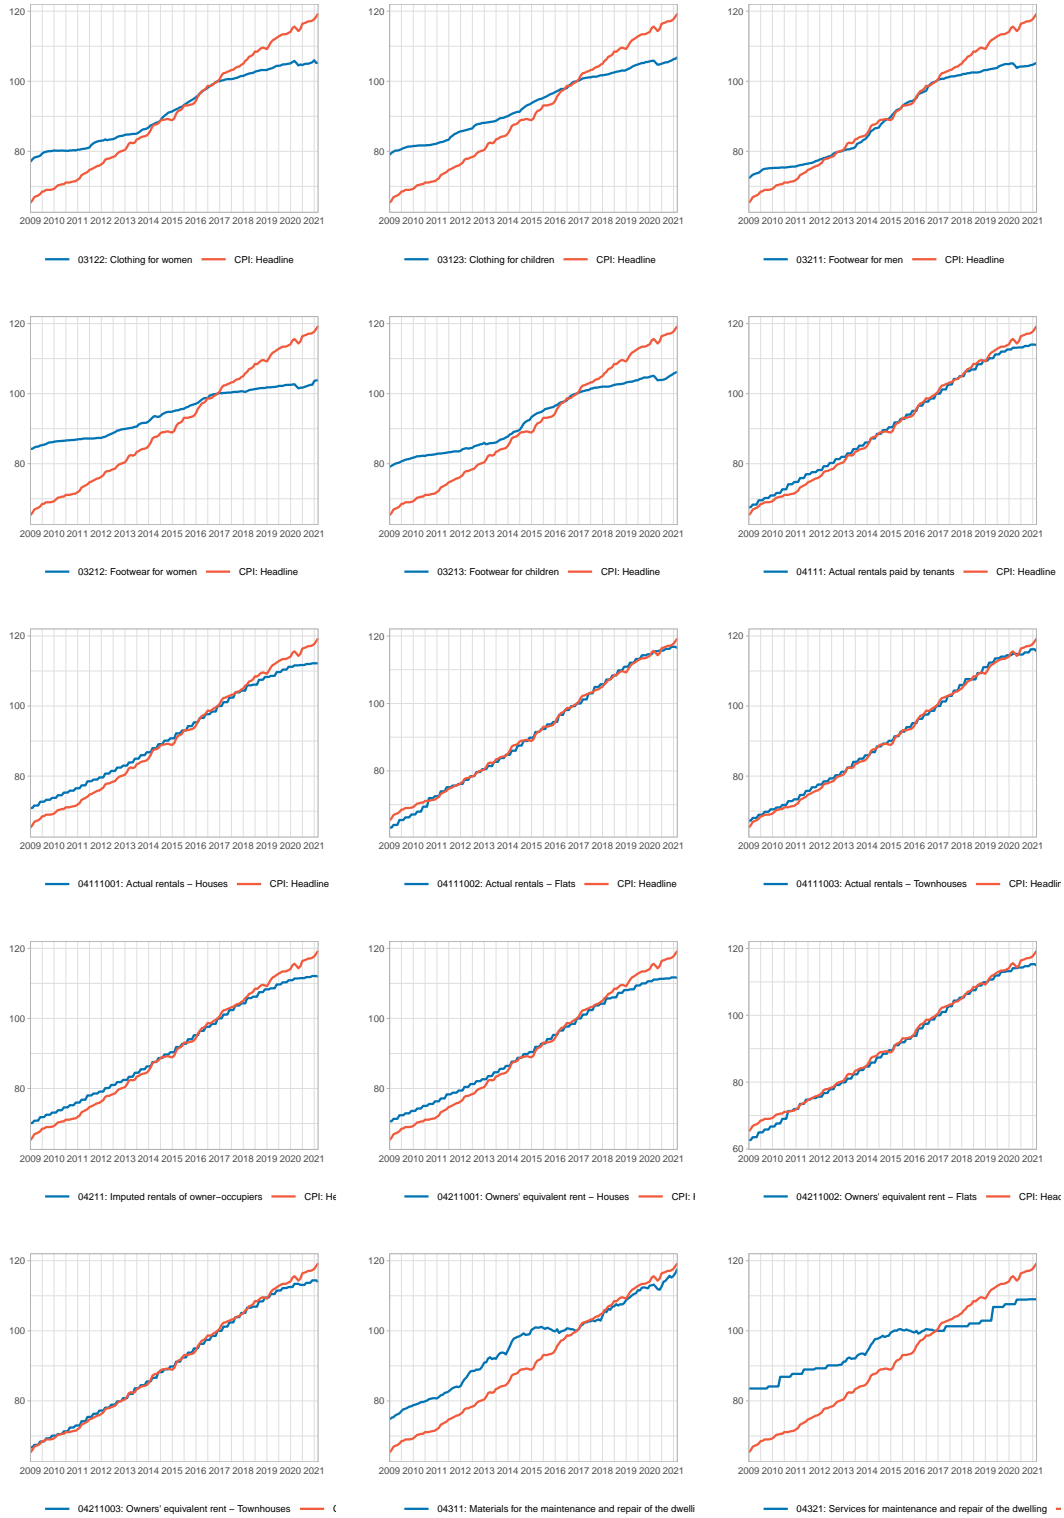 120
100
80
2009 2010 2011 2012 2013 2014 2015 2016 2017 2018 2019 2020 2021
03122: Clothing for women CPI: Headline
120
100
80
2009 2010 2011 2012 2013 2014 2015 2016 2017 2018 2019 2020 2021
03123: Clothing for children CPI: Headline
120
100
80
2009 2010 2011 2012 2013 2014 2015 2016 2017 2018 2019 2020 2021
03211: Footwear for men CPI: Headline
120
100
80
2009 2010 2011 2012 2013 2014 2015 2016 2017 2018 2019 2020 2021
03212: Footwear for women CPI: Headline
120
100
80
2009 2010 2011 2012 2013 2014 2015 2016 2017 2018 2019 2020 2021
03213: Footwear for children CPI: Headline
120
100
80
2009 2010 2011 2012 2013 2014 2015 2016 2017 2018 2019 2020 2021
04111: Actual rentals paid by tenants CPI: Headline
120
100
80
2009 2010 2011 2012 2013 2014 2015 2016 2017 2018 2019 2020 2021
04111001: Actual rentals − Houses CPI: Headline
120
100
80
2009 2010 2011 2012 2013 2014 2015 2016 2017 2018 2019 2020 2021
04111002: Actual rentals − Flats CPI: Headline
120
100
80
2009 2010 2011 2012 2013 2014 2015 2016 2017 2018 2019 2020 2021
04111003: Actual rentals − Townhouses CPI: Headlin
120
100
80
2009 2010 2011 2012 2013 2014 2015 2016 2017 2018 2019 2020 2021
04211: Imputed rentals of owner−occupiers CPI: He
120
100
80
2009 2010 2011 2012 2013 2014 2015 2016 2017 2018 2019 2020 2021
04211001: Owners' equivalent rent − Houses CPI: H
120
100
80
60
2009 2010 2011 2012 2013 2014 2015 2016 2017 2018 2019 2020 2021
04211002: Owners' equivalent rent − Flats CPI: Head
120
100
80
2009 2010 2011 2012 2013 2014 2015 2016 2017 2018 2019 2020 2021
04211003: Owners' equivalent rent − Townhouses C
120
100
80
2009 2010 2011 2012 2013 2014 2015 2016 2017 2018 2019 2020 2021
04311: Materials for the maintenance and repair of the dwelli
120
100
80
2009 2010 2011 2012 2013 2014 2015 2016 2017 2018 2019 2020 2021
04321: Services for maintenance and repair of the dwelling